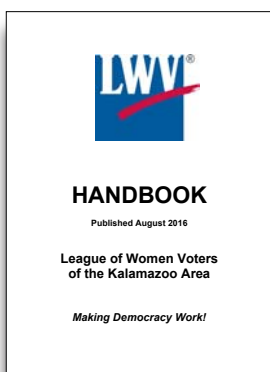 LWV®
HANDBOOK
Published August 2016
League of Women Voters
of the Kalamazoo Area
Making Democracy Work!